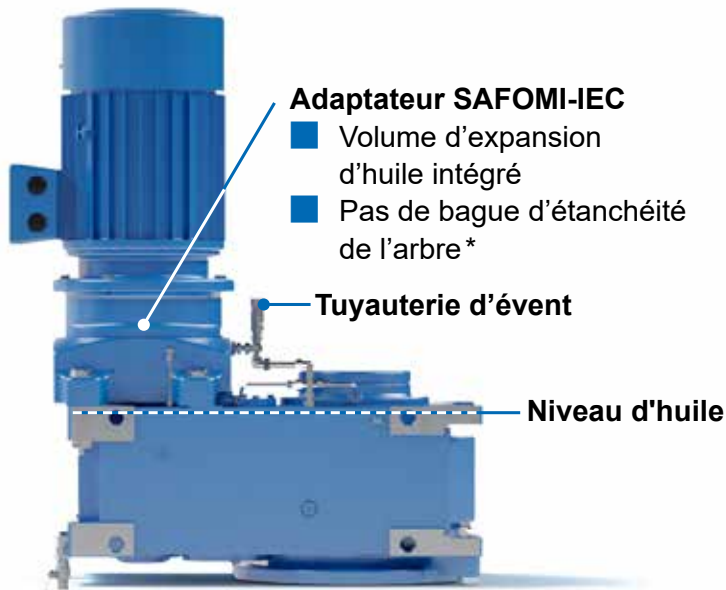 Adaptateur SAFOMI-IEC
Volume d’expansion
d’huile intégré
Pas de bague d’étanchéité
de l’arbre*
Tuyauterie d’évent
Niveau d'huile